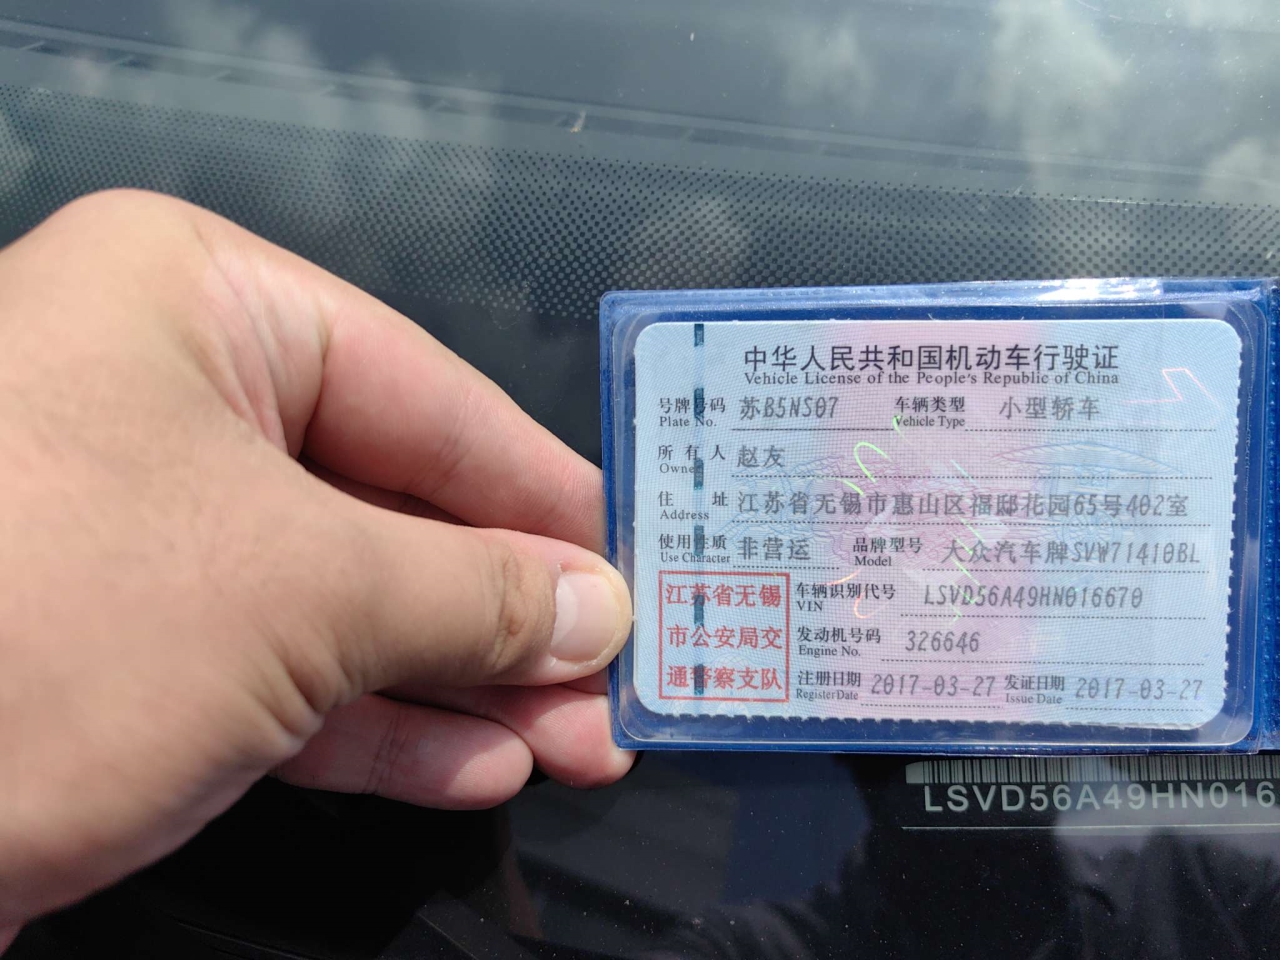 中华人民共和国机动车行驶证
Vehicle License of the People's Republic of China
号牌号码 苏B5NS07 车辆类型 小型轿车
Plate No. Vehicle Type
所有人 赵友
Owner
住址 江苏省无锡市惠山区福邸花园65号402室
Address
使用性质 非营运 品牌型号 大众汽车牌SVW71410BL
Use Character Model
江苏省无锡
市公安局交
通警察支队
车辆识别代号 LSVD56A49HN016670
VIN
发动机号码 326646
Engine No.
注册日期 2017-03-27 发证日期 2017-03-27
Register Date Issue Date
LSVD56A49HN016